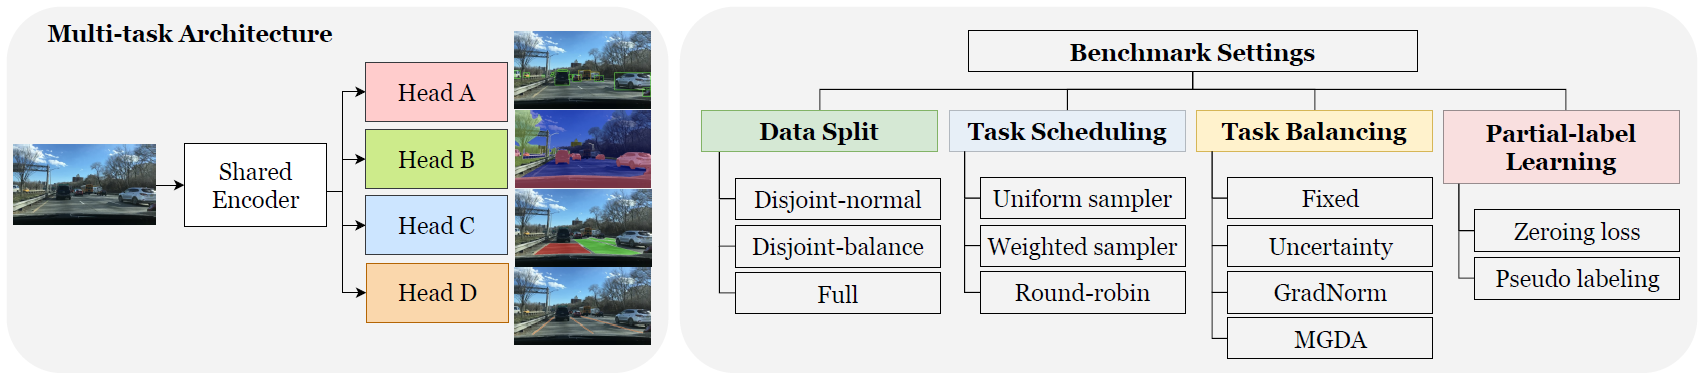 Multi-task Architecture
Shared
Encoder
Head A
Head B
Head C
Head D
Benchmark Settings
Data Split
Disjoint-normal
Disjoint-balance
Full
Task Scheduling
Uniform sampler
Weighted sampler
Round-robin
Task Balancing
Fixed
Uncertainty
GradNorm
MGDA
Partial-label
Learning
Zeroing loss
Pseudo labeling